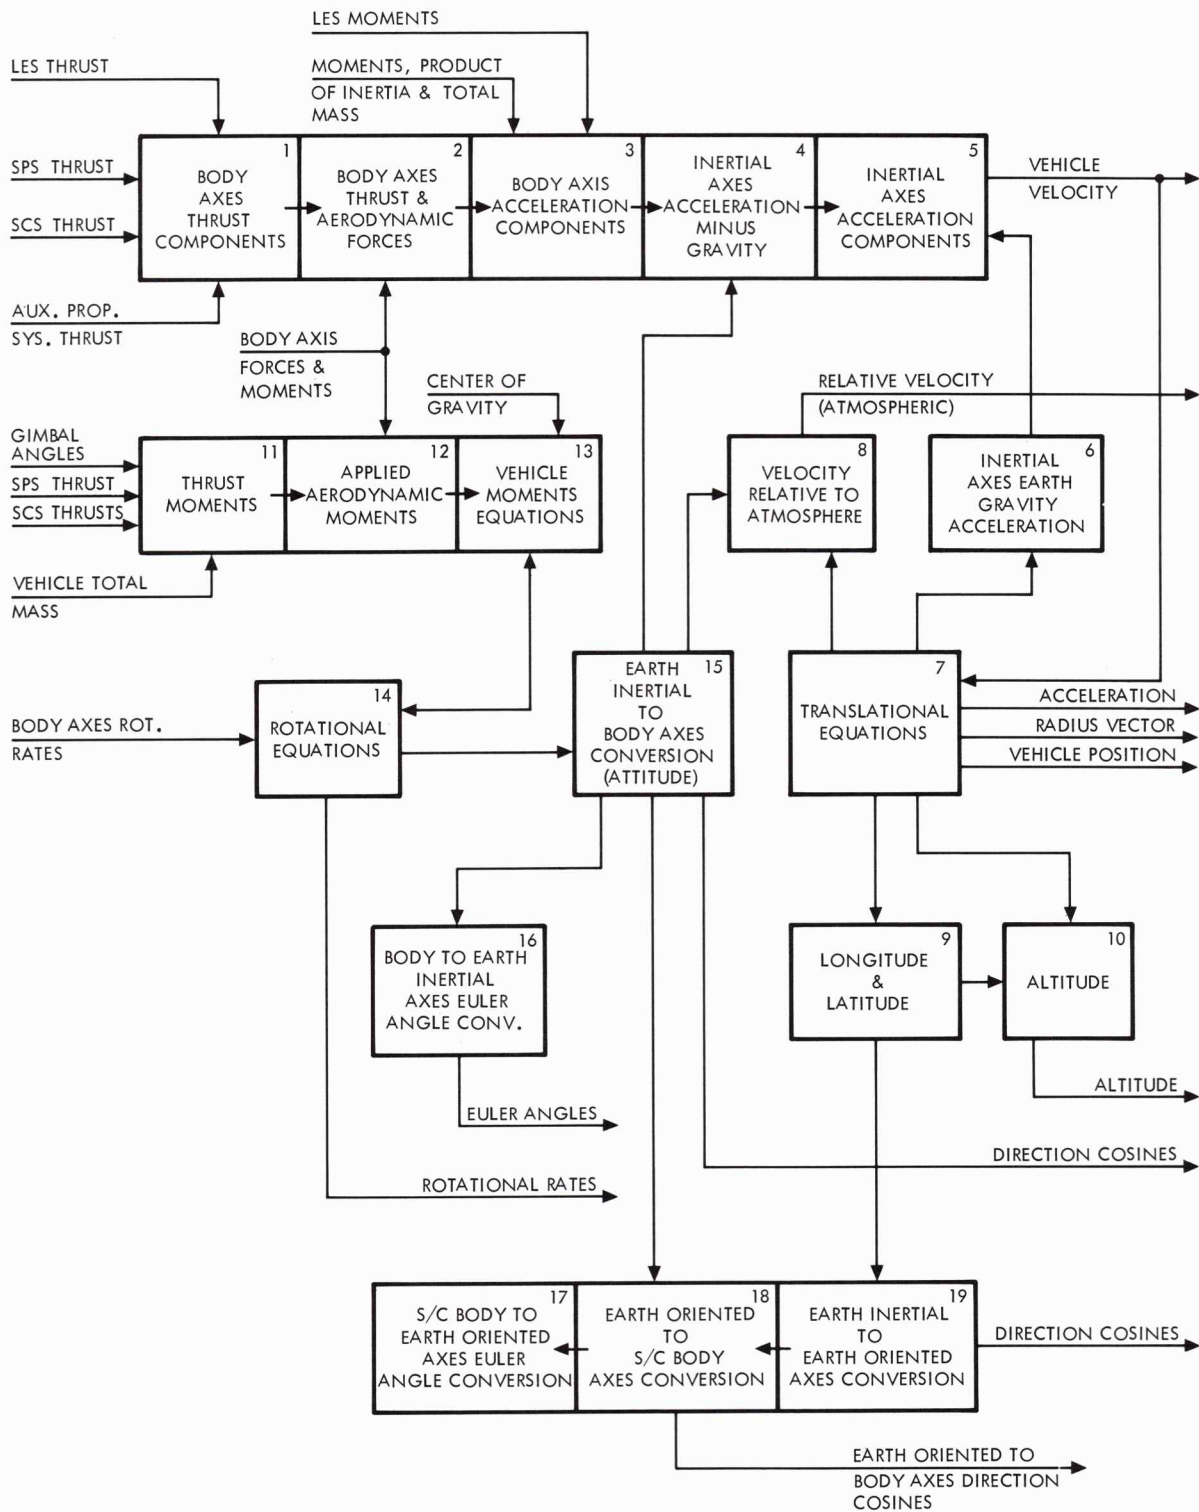 LES MOMENTS
LES THRUST
MOMENTS, PRODUCT
OF INERTIA & TOTAL
MASS
SPS THRUST
SCS THRUST
AUX. PROP.
SYS. THRUST
1
BODY
AXES
THRUST
COMPONENTS
2
BODY AXES
THRUST &
AERODYNAMIC
FORCES
3
BODY AXIS
ACCELERATION
COMPONENTS
4
INERTIAL
AXES
ACCELERATION
MINUS
GRAVITY
5
INERTIAL
AXES
ACCELERATION
COMPONENTS
VEHICLE
VELOCITY
BODY AXIS
FORCES &
MOMENTS
CENTER OF
GRAVITY
RELATIVE VELOCITY
(ATMOSPHERIC)
GIMBAL
ANGLES
SPS THRUST
SCS THRUSTS
VEHICLE TOTAL
MASS
11
THRUST
MOMENTS
12
APPLIED
AERODYNAMIC
MOMENTS
13
VEHICLE
MOMENTS
EQUATIONS
8
VELOCITY
RELATIVE TO
ATMOSPHERE
6
INERTIAL
AXES EARTH
GRAVITY
ACCELERATION
BODY AXES ROT.
RATES
14
ROTATIONAL
EQUATIONS
15
EARTH
INERTIAL
TO
BODY AXES
CONVERSION
(ATTITUDE)
7
TRANSLATIONAL
EQUATIONS
ACCELERATION
RADIUS VECTOR
VEHICLE POSITION
16
BODY TO EARTH
INERTIAL
AXES EULER
ANGLE CONV.
9
LONGITUDE
&
LATITUDE
10
ALTITUDE
ALTITUDE
EULER ANGLES
DIRECTION COSINES
ROTATIONAL RATES
17
S/C BODY TO
EARTH ORIENTED
AXES EULER
ANGLE CONVERSION
18
EARTH ORIENTED
TO
S/C BODY
AXES CONVERSION
19
EARTH INERTIAL
TO
EARTH ORIENTED
AXES CONVERSION
DIRECTION COSINES
EARTH ORIENTED TO
BODY AXES DIRECTION
COSINES